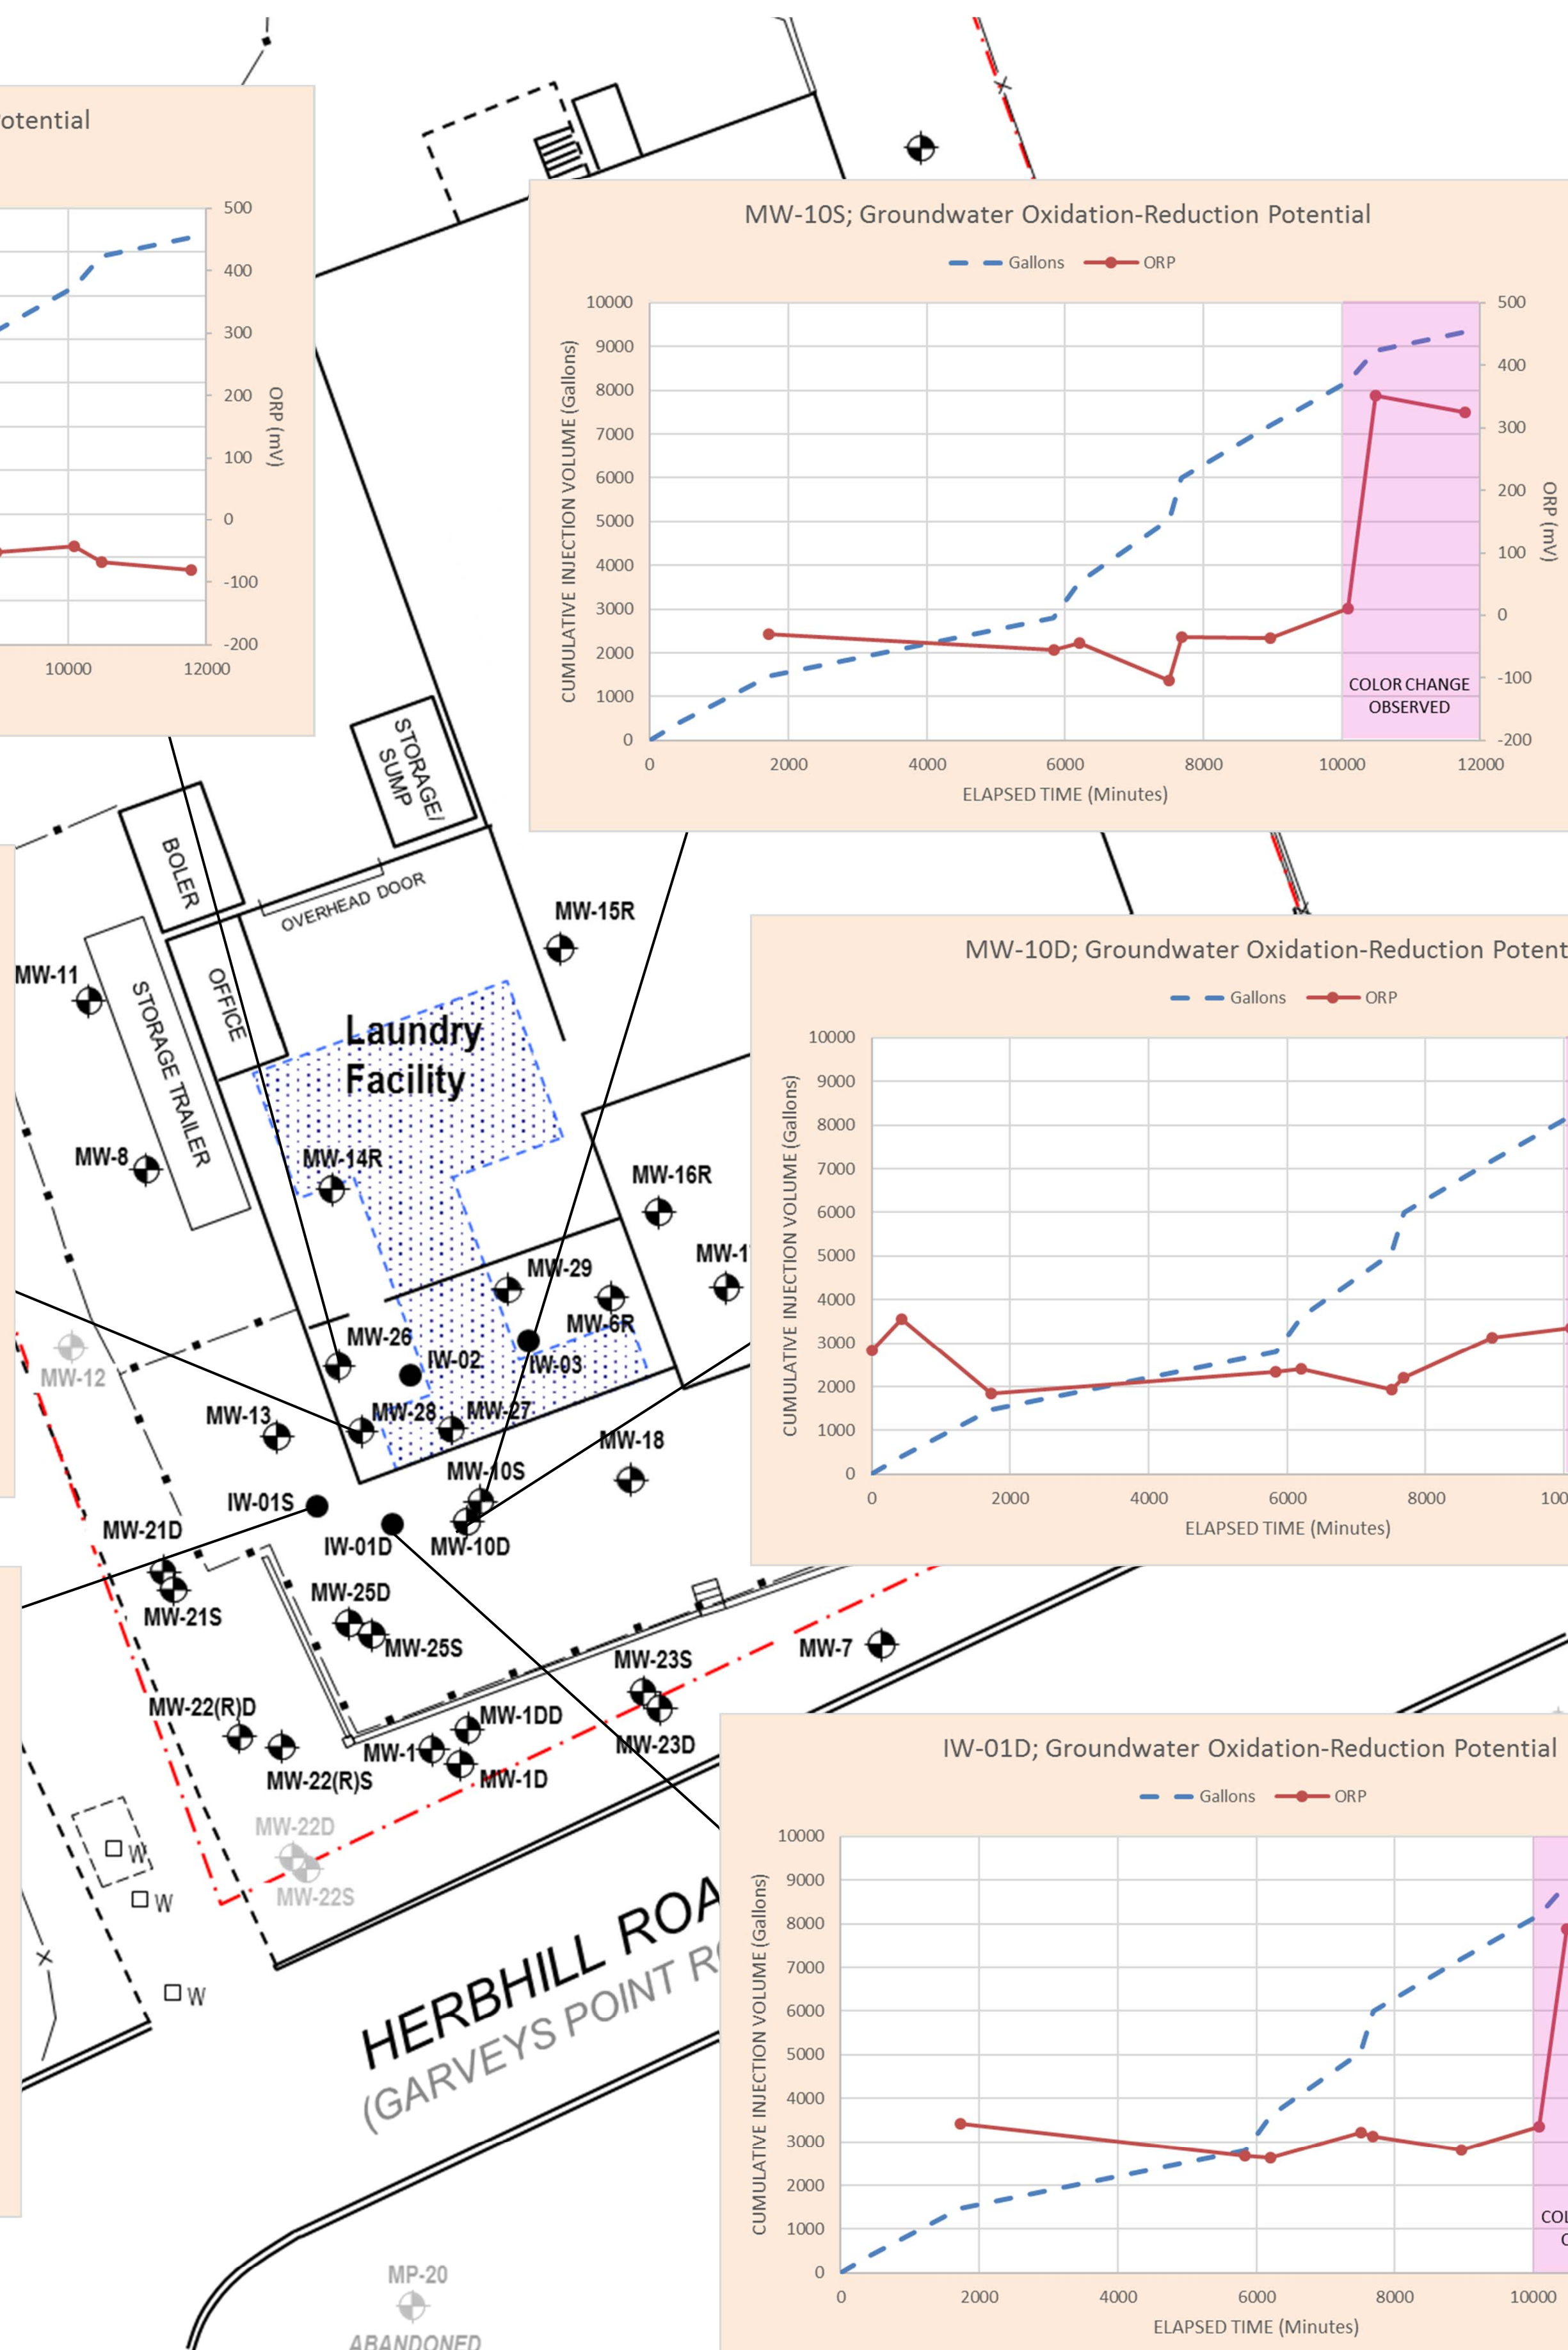 otential
500
400
300
200
100
0
-100
-200
ORP (mV)
10000
12000
MW-10S; Groundwater Oxidation-Reduction Potential
Gallons
ORP
CUMULATIVE INJECTION VOLUME (Gallons)
10000
9000
8000
7000
6000
5000
4000
3000
2000
1000
0
500
400
300
200
100
0
-100
-200
ORP (mV)
COLOR CHANGE
OBSERVED
0
2000
4000
6000
8000
10000
12000
ELAPSED TIME (Minutes)
STORAGE/
SUMP
BOLER
OVERHEAD DOOR
OFFICE
STORAGE TRAILER
MW-15R
MW-11
Laundry
Facility
MW-8
MW-14R
MW-16R
MW-1
MW-29
MW-6R
MW-26
IW-02
IW-03
MW-12
MW-13
MW-28
MW-27
MW-18
MW-10S
IW-01S
IW-01D
MW-10D
MW-21D
MW-21S
MW-25D
MW-25S
MW-23S
MW-23D
MW-7
MW-22(R)D
MW-22(R)S
MW-1DD
MW-1
MW-1D
MW-22D
MW-22S
W
W
W
MW-10D; Groundwater Oxidation-Reduction Potent
Gallons
ORP
CUMULATIVE INJECTION VOLUME (Gallons)
10000
9000
8000
7000
6000
5000
4000
3000
2000
1000
0
0
2000
4000
6000
8000
100
ELAPSED TIME (Minutes)
HERBHILL ROA
(GARVEYS POINT R
MP-20
ABANDONED
IW-01D; Groundwater Oxidation-Reduction Potential
Gallons
ORP
CUMULATIVE INJECTION VOLUME (Gallons)
10000
9000
8000
7000
6000
5000
4000
3000
2000
1000
0
COL
0
2000
4000
6000
8000
10000
ELAPSED TIME (Minutes)